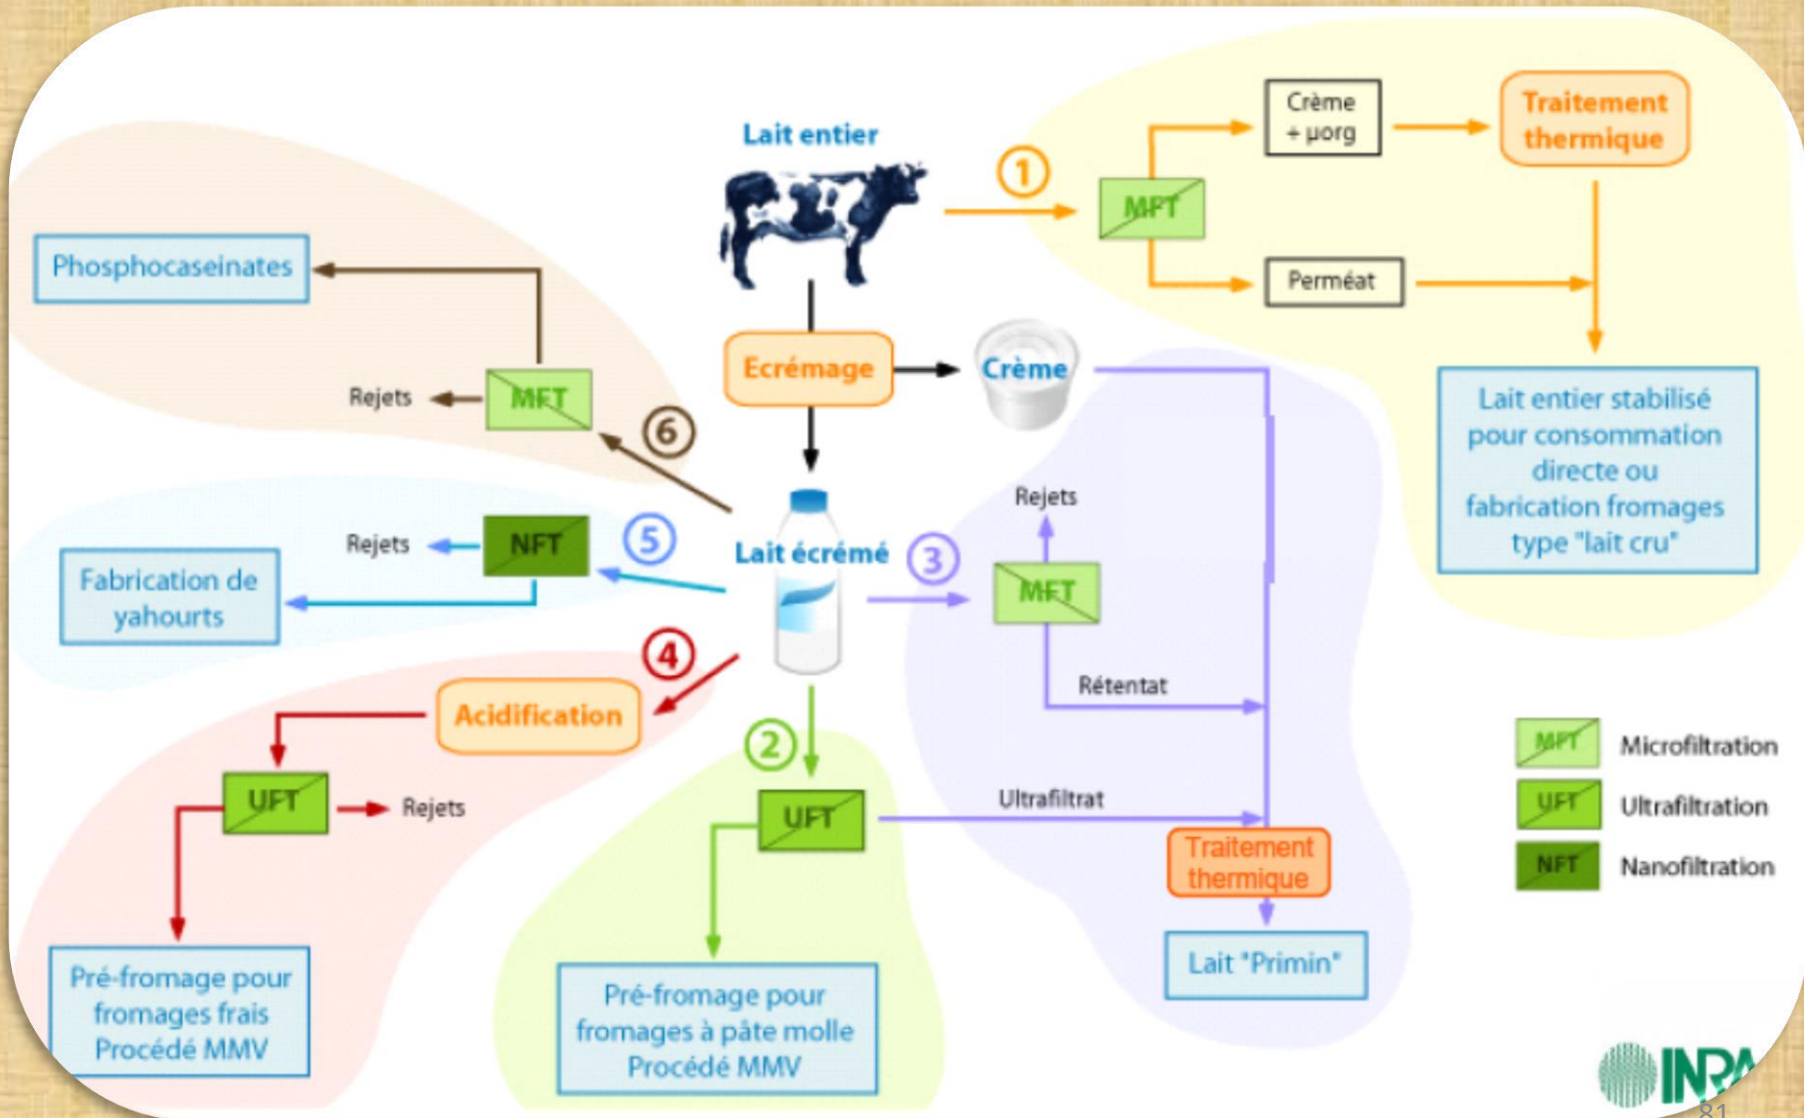 Lait entier
1
MFT
Crème
+ µorg
Traitement
thermique
Perméat
Lait entier stabilisé
pour consommation
directe ou
fabrication fromages
type "lait cru"
Ecrémage
Crème
Phosphocaseinates
Rejets
MFT
6
Lait écrémé
Rejets
NFT
5
Fabrication de
yahourts
3
Rejets
MFT
Rétentat
4
Acidification
UFT
Rejets
Pré-fromage pour
fromages frais
Procédé MMV
2
UFT
Ultrafiltrat
Pré-fromage pour
fromages à pâte molle
Procédé MMV
Traitement
thermique
Lait "Primin"
MFT Microfiltration
UFT Ultrafiltration
NFT Nanofiltration
INRA
81